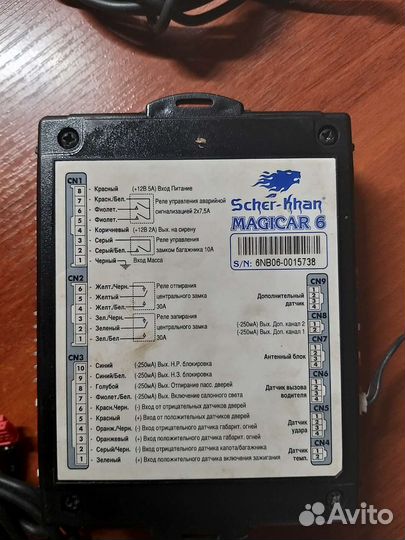 Scher-Khan
MAGICAR 6
S/N: 6NB06-0015738
CN1
8 - Красный (+12В 5А) Вход Питание
7 - Красн./Бел.
6 - Фиолет.
5 - Фиолет.
Реле управления аварийной
сигнализацией 2x7,5А
4 - Коричневый (+12В 2А) Вых. на сирену
3 - Серый
2 - Серый/Бел.
Реле управления
замком багажника 10А
1 - Черный Вход Масса
CN2
6 - Желт./Черн.
5 - Желтый
4 - Желт./Бел.
Реле отпирания
центрального замка
30А
3 - Зел./Черн.
2 - Зеленый
1 - Зел./Бел
Реле запирания
центрального замка
30А
CN3
10 - Синий (-250мА) Вых. Н.Р. блокировка
9 - Синий/Бел. (-250мА) Вых. Н.З. блокировка
8 - Голубой (-250мА) Вых. Отпирание пасс. дверей
7 - Фиолет./Бел. (-250мА) Вых. Включение салонного света
6 - Красн.Черн. (-) Вход от отрицательных датчиков дверей
5 - Красный (+) Вход от положительных датчиков дверей
4 - Оранж./Черн. (-) Вход отрицательного датчика габарит. огней
3 - Оранжевый (+) Вход положительного датчика габарит. огней
2 - Серый/Черн (-) Вход отрицательного датчика капота/багажника
1 - Зеленый (+) Вход положительного датчика включения зажигания
CN9
Дополнительный
датчик
1
2
4
CN8
(-250мА) Вых. Доп. канал 2
(-250мА) Вых. Доп. канал 1
2
1
CN7
Антенный блок
CN6
Датчик вызова
водителя
CN5
Датчик
удара
CN4
Датчик
темп.
Avito